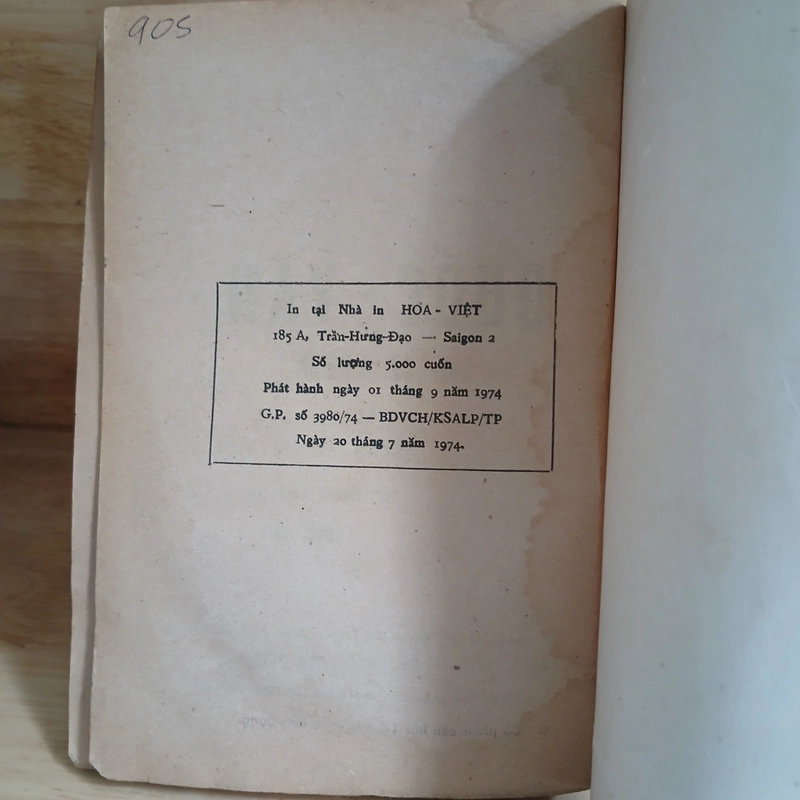 905
In tại Nhà in HÒA - VIỆT
185 A, Trần-Hưng-Đạo — Saigon 2
Số lượng 5.000 cuốn
Phát hành ngày 01 tháng 9 năm 1974
G.P. số 3980/74 — BDVCH/KSALP/TP
Ngày 20 tháng 7 năm 1974.